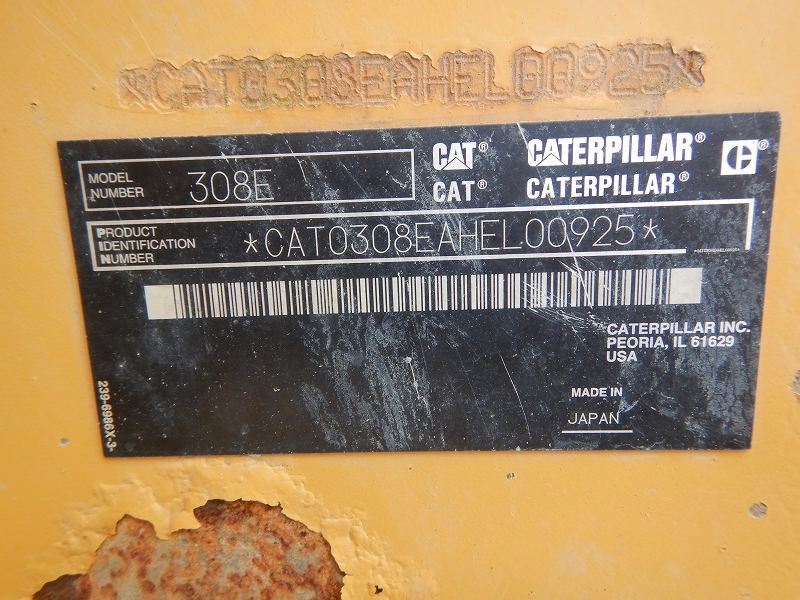 *CAT0308EAHEL00925*
CAT® CATERPILLAR®
MODEL NUMBER 308E
CAT® CATERPILLAR®
PRODUCT IDENTIFICATION NUMBER *CAT0308EAHEL00925*
*CAT0308EAHEL00925*
CATERPILLAR INC.
PEORIA, IL 61629
USA
MADE IN
JAPAN
239-6986X-3